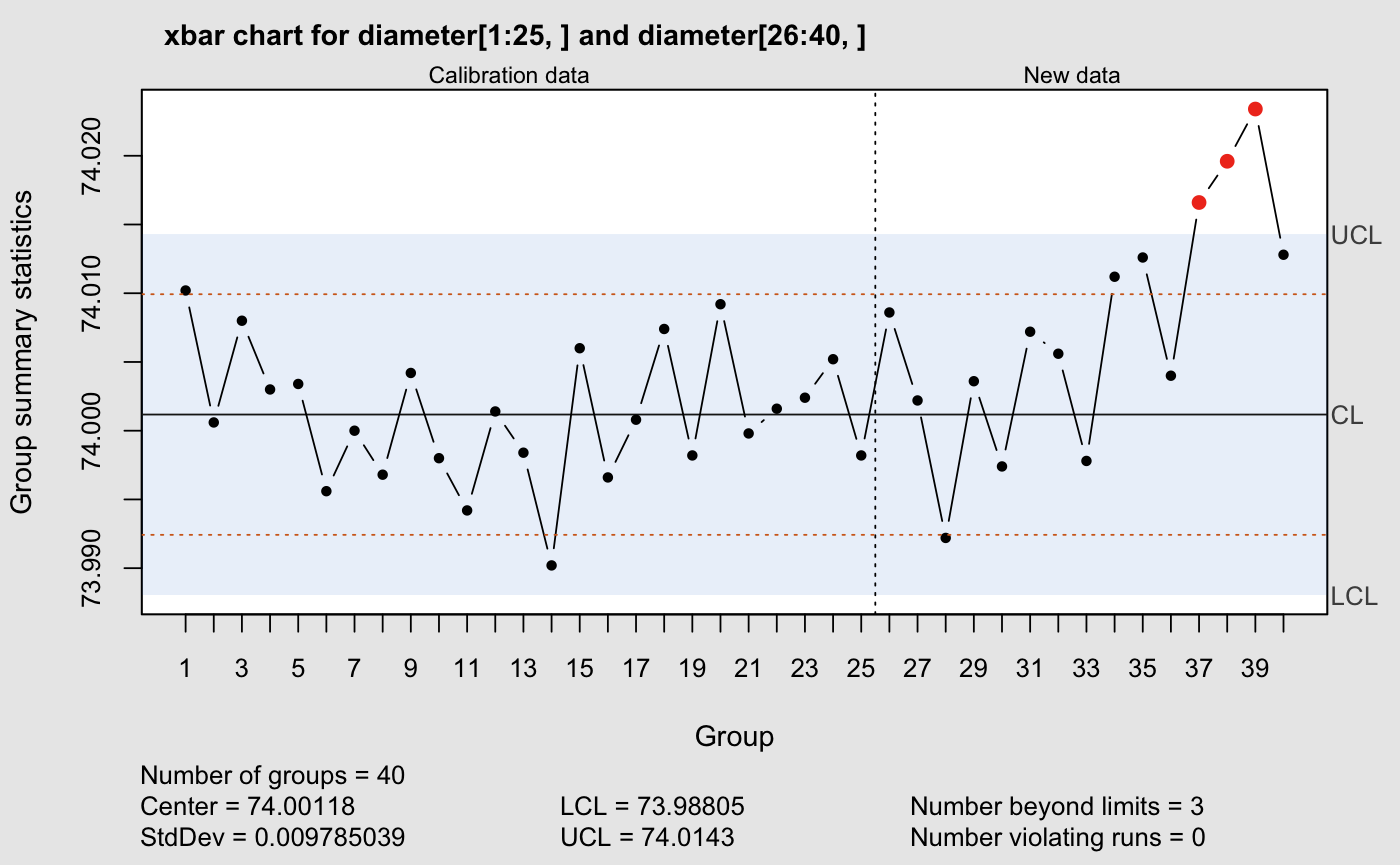 xbar chart for diameter[1:25, ] and diameter[26:40, ]
Calibration data
New data
Group summary statistics
74.020
74.010
74.000
73.990
UCL
CL
LCL
1 3 5 7 9 11 13 15 17 19 21 23 25 27 29 31 33 35 37 39
Group
Number of groups = 40
Center = 74.00118 LCL = 73.98805 Number beyond limits = 3
StdDev = 0.009785039 UCL = 74.0143 Number violating runs = 0